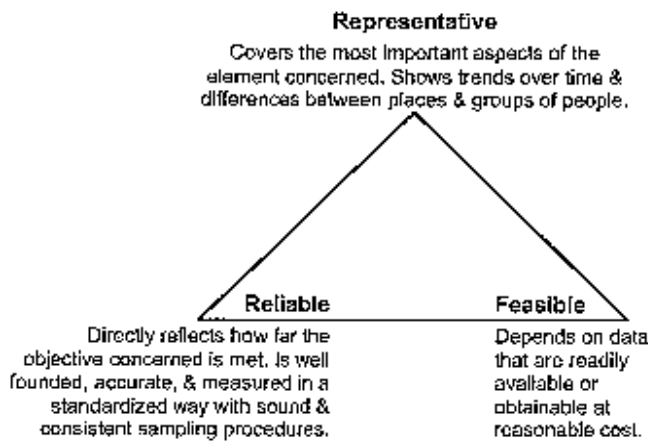 Representative
Covers the most important aspects of the
element concerned. Shows trends over time &
differences between places & groups of people.
Reliable
Directly reflects how far the
objective concerned is met. Is well
founded, accurate, & measured in a
standardized way with sound &
consistent sampling procedures.
Feasible
Depends on data
that are readily
available or
obtainable at
reasonable cost.